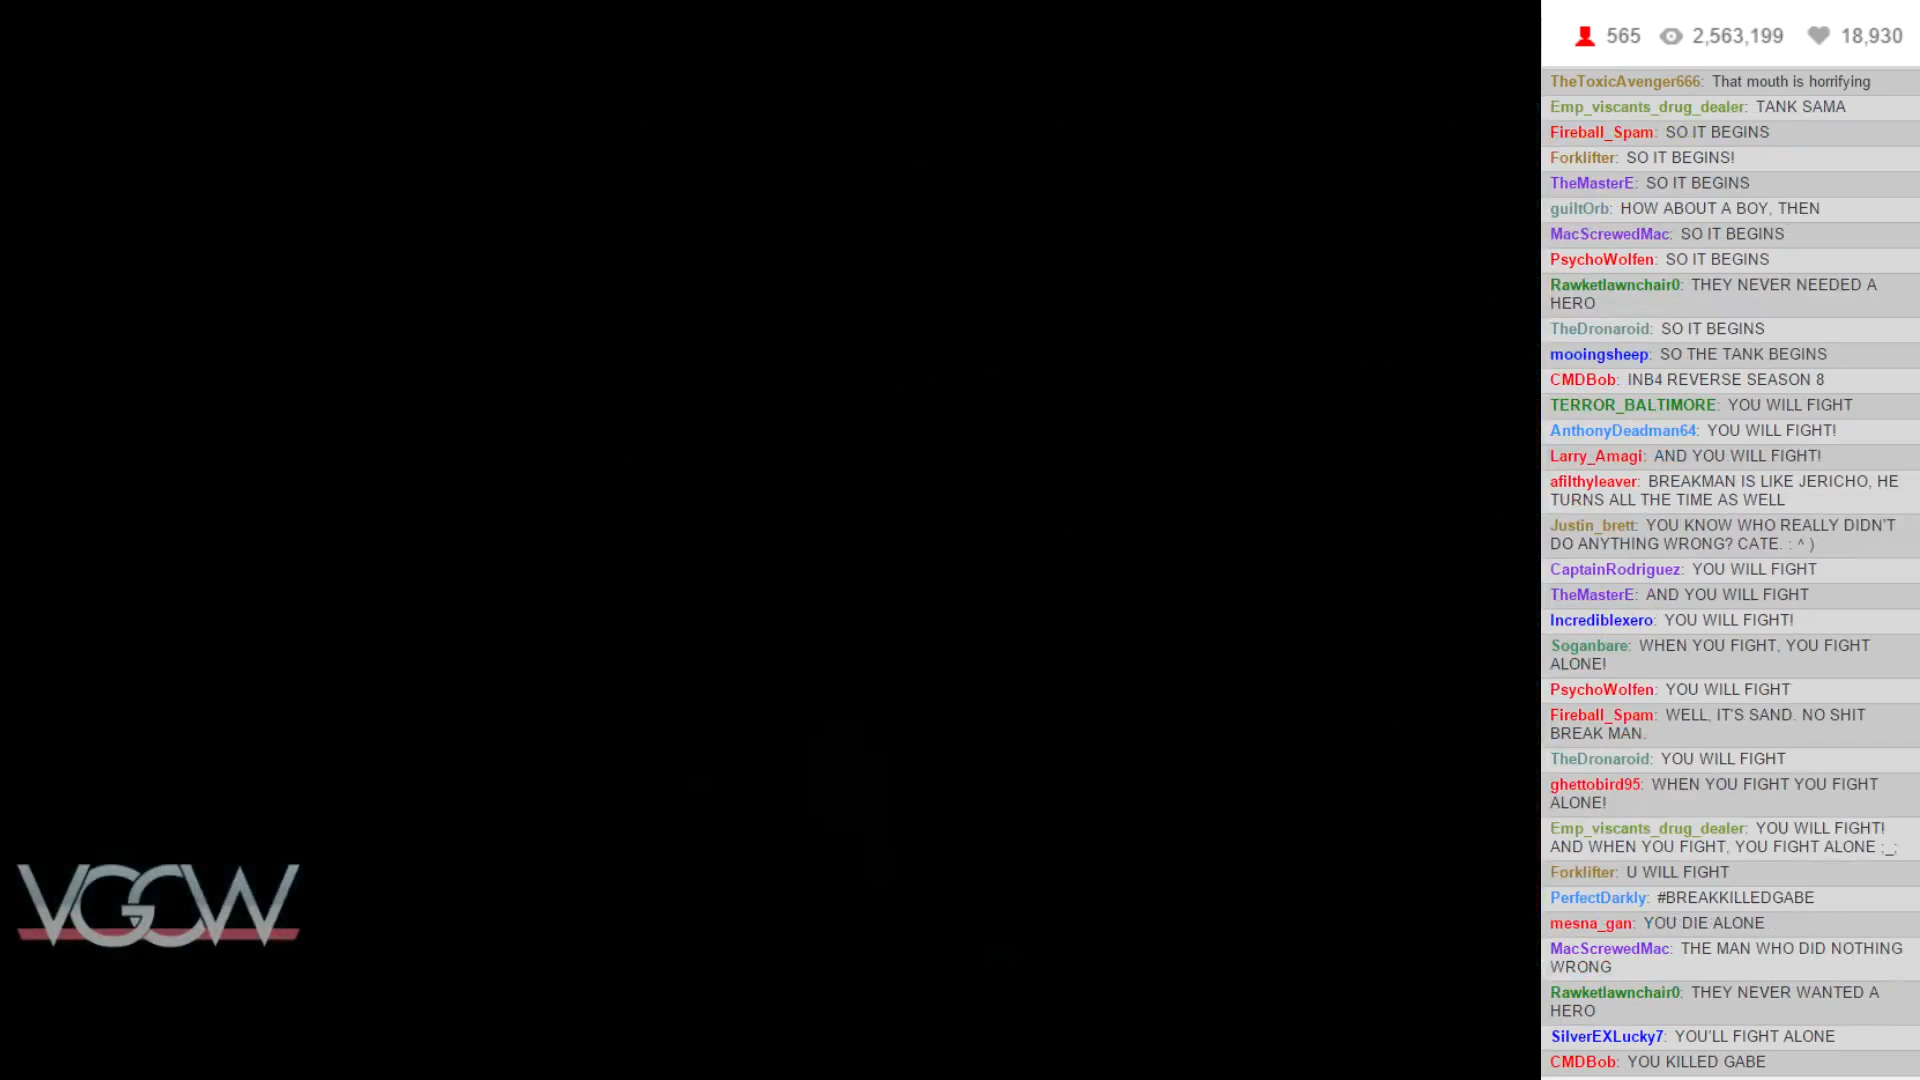 565 2,563,199 18,930
TheToxicAvenger666: That mouth is horrifying
Emp_viscants_drug_dealer: TANK SAMA
Fireball_Spam: SO IT BEGINS
Forklifter: SO IT BEGINS!
TheMasterE: SO IT BEGINS
guiltOrb: HOW ABOUT A BOY, THEN
MacScrewedMac: SO IT BEGINS
PsychoWolfen: SO IT BEGINS
Rawketlawnchair0: THEY NEVER NEEDED A
HERO
TheDronaroid: SO IT BEGINS
mooingsheep: SO THE TANK BEGINS
CMDBob: INB4 REVERSE SEASON 8
TERROR_BALTIMORE: YOU WILL FIGHT
AnthonyDeadman64: YOU WILL FIGHT!
Larry_Amagi: AND YOU WILL FIGHT!
afilthyleaver: BREAKMAN IS LIKE JERICHO, HE
TURNS ALL THE TIME AS WELL
Justin_brett: YOU KNOW WHO REALLY DIDN'T
DO ANYTHING WRONG? CATE. : ^ )
CaptainRodriguez: YOU WILL FIGHT
TheMasterE: AND YOU WILL FIGHT
Incrediblexero: YOU WILL FIGHT!
Soganbare: WHEN YOU FIGHT, YOU FIGHT
ALONE!
PsychoWolfen: YOU WILL FIGHT
Fireball_Spam: WELL, IT'S SAND. NO SHIT
BREAK MAN.
TheDronaroid: YOU WILL FIGHT
ghettobird95: WHEN YOU FIGHT YOU FIGHT
ALONE!
Emp_viscants_drug_dealer: YOU WILL FIGHT!
AND WHEN YOU FIGHT, YOU FIGHT ALONE ;_;
Forklifter: U WILL FIGHT
PerfectDarkly: #BREAKKILLEDGABE
mesna_gan: YOU DIE ALONE
MacScrewedMac: THE MAN WHO DID NOTHING
WRONG
Rawketlawnchair0: THEY NEVER WANTED A
HERO
SilverEXLucky7: YOU'LL FIGHT ALONE
CMDBob: YOU KILLED GABE
VGCW